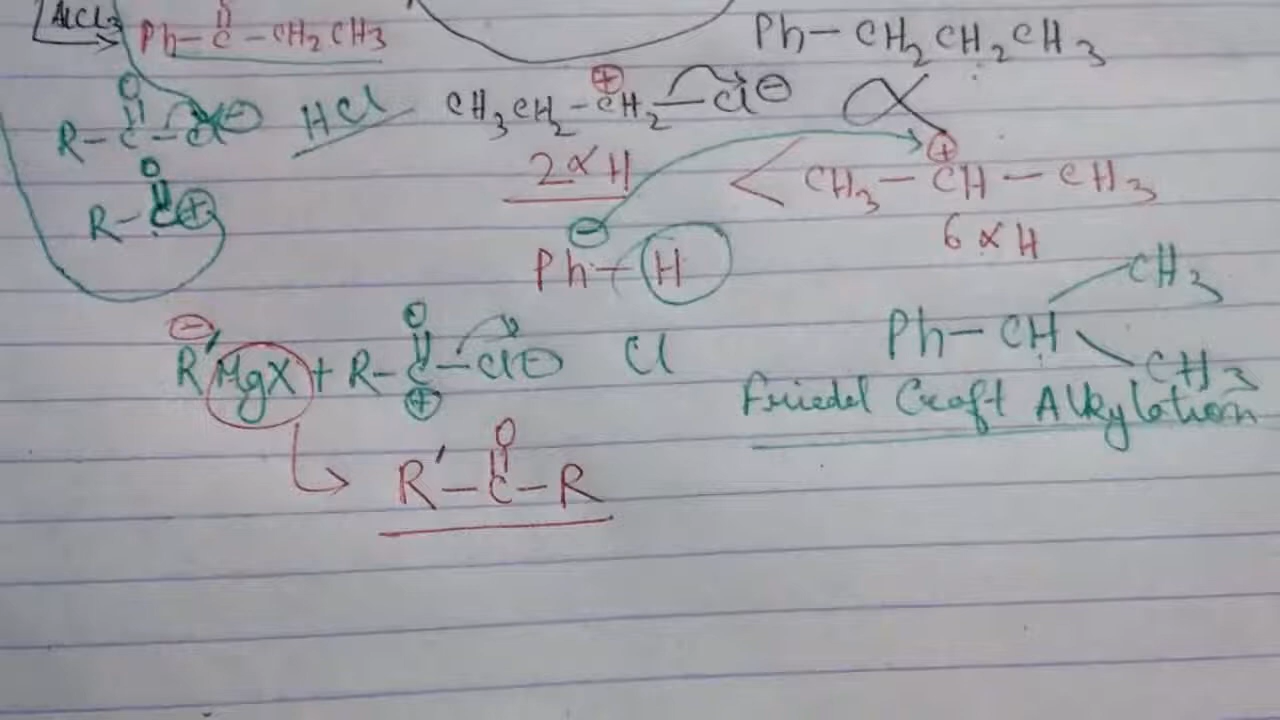 AlCl3
O
Ph–C–CH2CH3
Ph–CH2CH2CH3
O
R–C–Cl⊖
HCl
⊕
CH3CH2–CH2–Cl⊖
O
R–C⊕
2αH
⊕
< CH3–CH–CH3
6αH
⊖
Ph–H
CH3
Ph–CH
CH3
Friedel Craft Alkylation
⊖
O
R'MgX + R–C–Cl⊖ Cl
⊕
O
R'–C–R